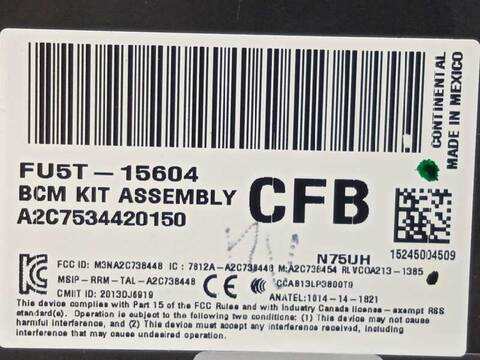 CONTINENTAL
MADE IN MEXICO
FU5T-15604
BCM KIT ASSEMBLY
A2C7534420150
CFB
N75UH
15245004509
FCC ID: M3NA2C738448 IC: 7812A-A2C738448 M:A2C738454 RLVCOA213-1385
MSIP-RRM-TAL-A2C738448 CCAB13LP3800T9
CMIIT ID: 2013DJ6919 ANATEL:1014-14-1821
This device complies with Part 15 of the FCC Rules and with Industry Canada license-exempt RSS
standard(s). Operation is subject to the following two conditions: (1) This device may not cause
harmful interference, and (2) This device must accept any interference received, including
interference that may cause undesired operation.